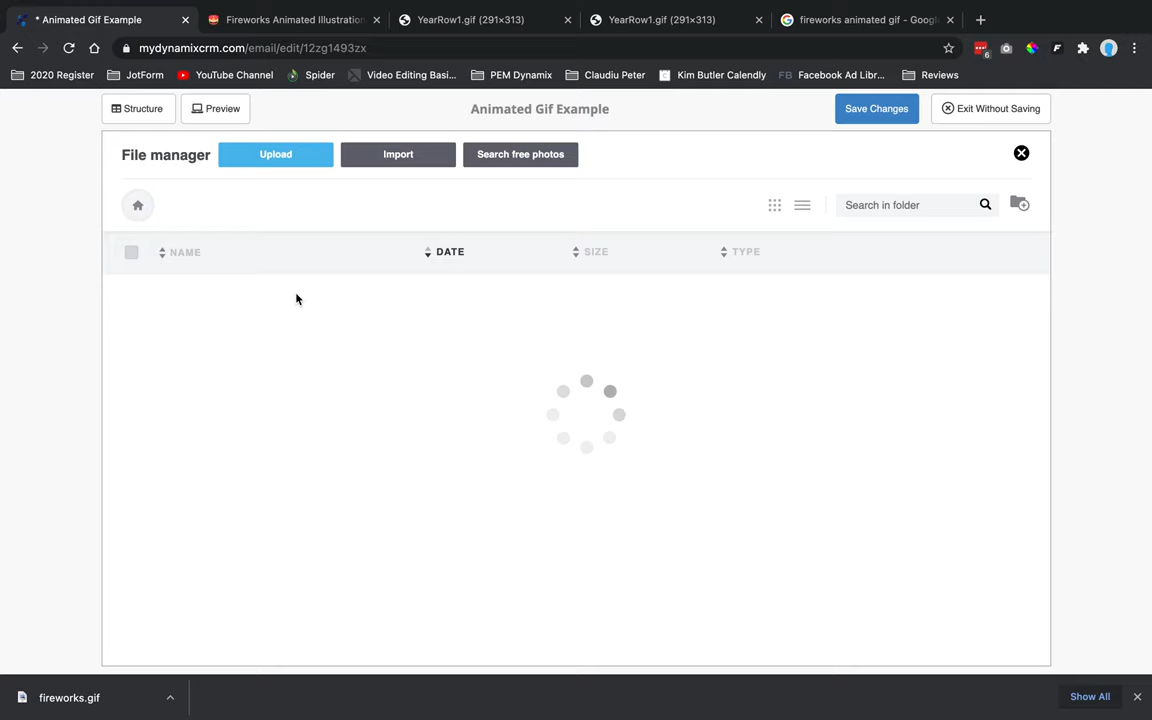 * Animated Gif Example
Fireworks Animated Illustration
YearRow1.gif (291×313)
YearRow1.gif (291×313)
fireworks animated gif - Google
mydynamixcrm.com/email/edit/12zg1493zx
6
2020 Register
JotForm
YouTube Channel
Spider
Video Editing Basi...
PEM Dynamix
Claudiu Peter
Kim Butler Calendly
FB Facebook Ad Libr...
Reviews
Structure
Preview
Animated Gif Example
Save Changes
Exit Without Saving
File manager
Upload
Import
Search free photos
Search in folder
NAME
DATE
SIZE
TYPE
fireworks.gif
Show All